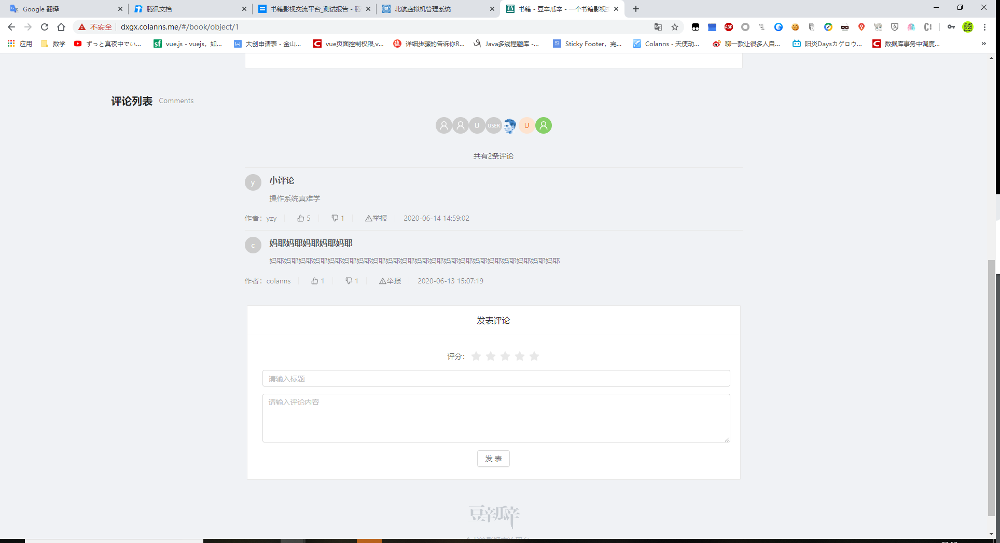 Google 翻译
腾讯文档
书籍影视交流平台_测试报告 - 腾
北航虚拟机管理系统
书籍 - 豆辛瓜辛 - 一个书籍影视交
不安全 dxgx.colanns.me/#/book/object/1
ABP
应用
数学
ずっと真夜中でい...
vue.js - vuejs，如...
大创申请表 - 金山...
vue页面控制权限,v...
详细步骤的告诉你R...
Java多线程题库 -...
Sticky Footer，完...
Colanns - 天使动...
聊一款让很多人自...
阳炎Daysカゲロウ...
数据库事务中调度...
»
评论列表 Comments
U USER U
共有2条评论
y 小评论
操作系统真难学
作者：yzy 5 1 举报 2020-06-14 14:59:02
c 妈耶妈耶妈耶妈耶妈耶
妈耶妈耶妈耶妈耶妈耶妈耶妈耶妈耶妈耶妈耶妈耶妈耶妈耶妈耶妈耶妈耶妈耶妈耶妈耶妈耶
作者：colanns 1 1 举报 2020-06-13 15:07:19
发表评论
评分：
请输入标题
请输入评论内容
发 表
豆辛瓜辛